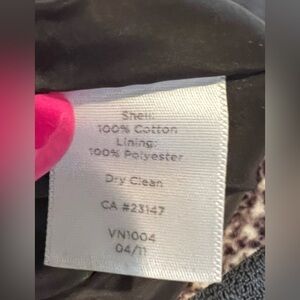 Shell:
100% Cotton
Lining:
100% Polyester
Dry Clean
CA #23147
VN1004
04/11